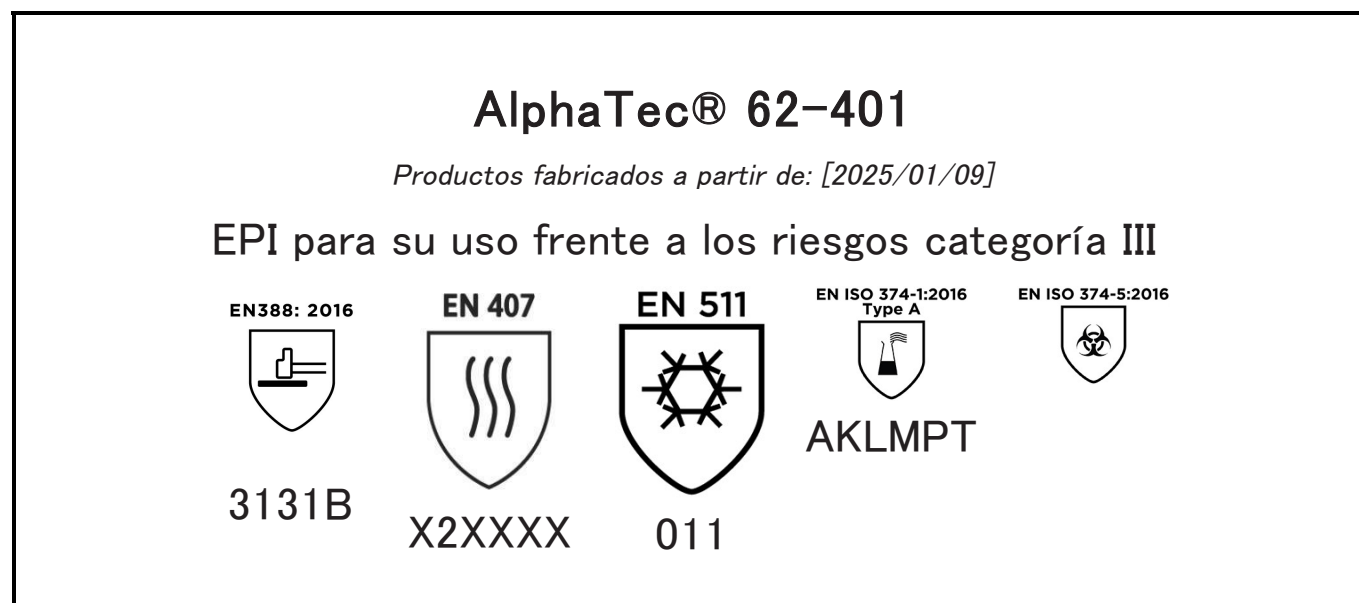 AlphaTec® 62-401
Productos fabricados a partir de: [2025/01/09]
EPI para su uso frente a los riesgos categoría III
EN388: 2016
EN 407
EN 511
EN ISO 374-1:2016
Type A
EN ISO 374-5:2016
3131B
X2XXXX
011
AKLMPT